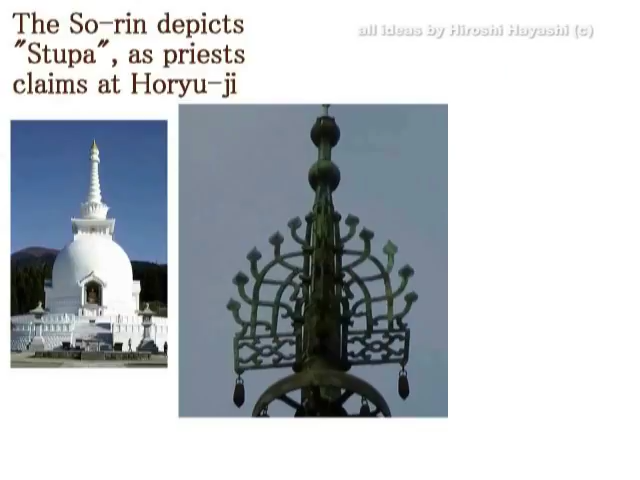 The So-rin depicts
"Stupa", as priests
claims at Horyu-ji
all ideas by Hiroshi Hayashi (c)